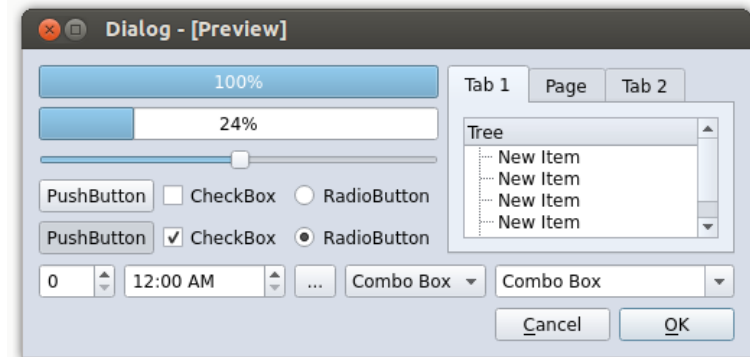 Dialog - [Preview]
100%
24%
PushButton CheckBox RadioButton
PushButton CheckBox RadioButton
Tab 1 Page Tab 2
Tree
New Item
New Item
New Item
New Item
0 12:00 AM ... Combo Box Combo Box
Cancel OK